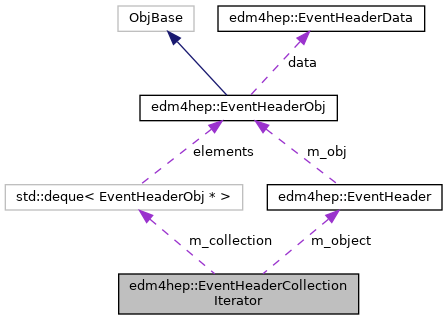 ObjBase
edm4hep::EventHeaderData
data
edm4hep::EventHeaderObj
elements
m_obj
std::deque< EventHeaderObj * >
edm4hep::EventHeader
m_collection
m_object
edm4hep::EventHeaderCollection
Iterator